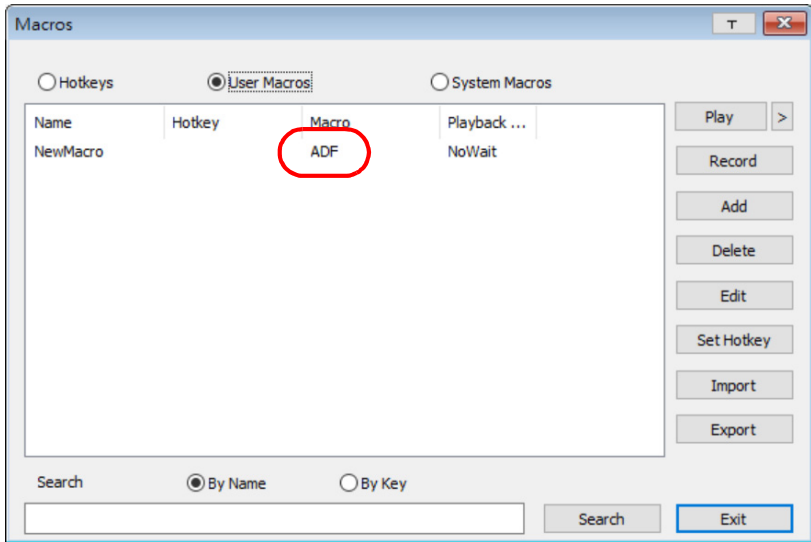 Macros
T
Hotkeys User Macros System Macros
Name Hotkey Macro Playback ... Play >
NewMacro ADF NoWait
Record
Add
Delete
Edit
Set Hotkey
Import
Export
Search By Name By Key
Search Exit